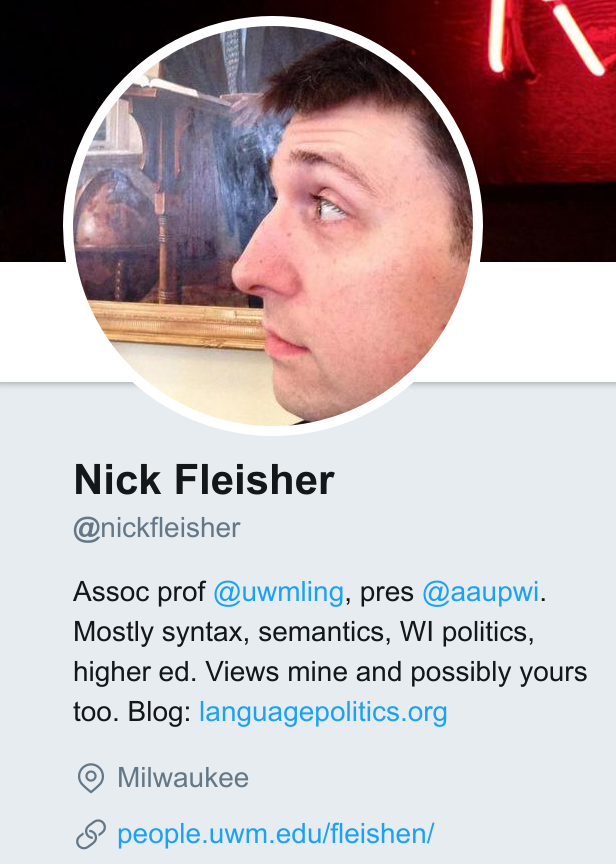 Nick Fleisher
@nickfleisher
Assoc prof @uwmling, pres @aaupwi.
Mostly syntax, semantics, WI politics,
higher ed. Views mine and possibly yours
too. Blog: languagepolitics.org
Milwaukee
people.uwm.edu/fleishen/